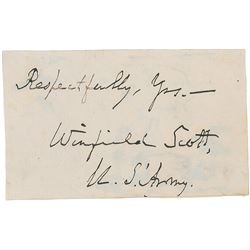 Respectfully, Yrs.—
Winfield Scott,
U. S. Army.